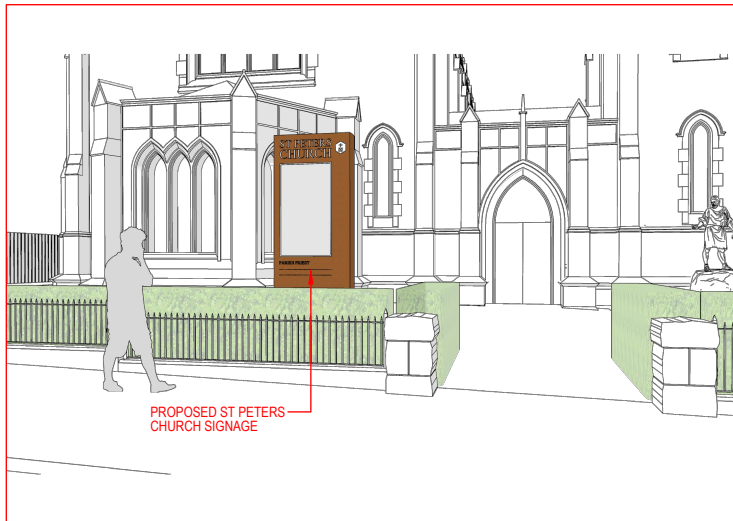 ST PETERS
CHURCH
PARISH PRIEST
PROPOSED ST PETERS
CHURCH SIGNAGE